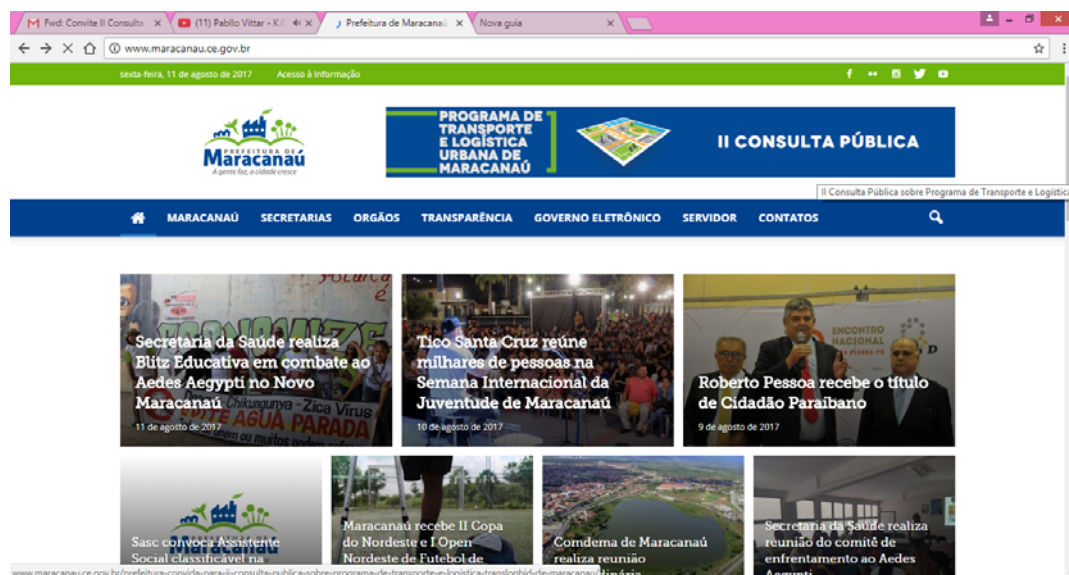 Fwd: Convite II Consulta
(11) Pabllo Vittar - K.O
Prefeitura de Maracanaú
Nova guia
www.maracanau.ce.gov.br
sexta-feira, 11 de agosto de 2017 Acesso à Informação
PREFEITURA DE
Maracanaú
A gente faz, a cidade cresce
PROGRAMA DE
TRANSPORTE
E LOGÍSTICA
URBANA DE
MARACANAÚ
II CONSULTA PÚBLICA
II Consulta Pública sobre Programa de Transporte e Logística
MARACANAÚ SECRETARIAS ORGÃOS TRANSPARÊNCIA GOVERNO ELETRÔNICO SERVIDOR CONTATOS
ECONOMIZE
Secretaria da Saúde realiza
Blitz Educativa em combate ao
Aedes Aegypti no Novo
Maracanaú
Chikungunya - Zica Vírus
EVITE ÁGUA PARADA
11 de agosto de 2017
Tico Santa Cruz reúne
milhares de pessoas na
Semana Internacional da
Juventude de Maracanaú
10 de agosto de 2017
ENCONTRO
NACIONAL
Roberto Pessoa recebe o título
de Cidadão Paraibano
9 de agosto de 2017
Maracanaú
Sasc convoca Assistente
Social classificável na
Maracanaú recebe II Copa
do Nordeste e I Open
Nordeste de Futebol de
Comdema de Maracanaú
realiza reunião
Secretaria da Saúde realiza
reunião do comitê de
enfrentamento ao Aedes
Aegypti
www.maracanau.ce.gov.br/prefeitura-convida-para-ii-consulta-publica-sobre-programa-de-transporte-e-logistica-translogbid-de-maracanau/